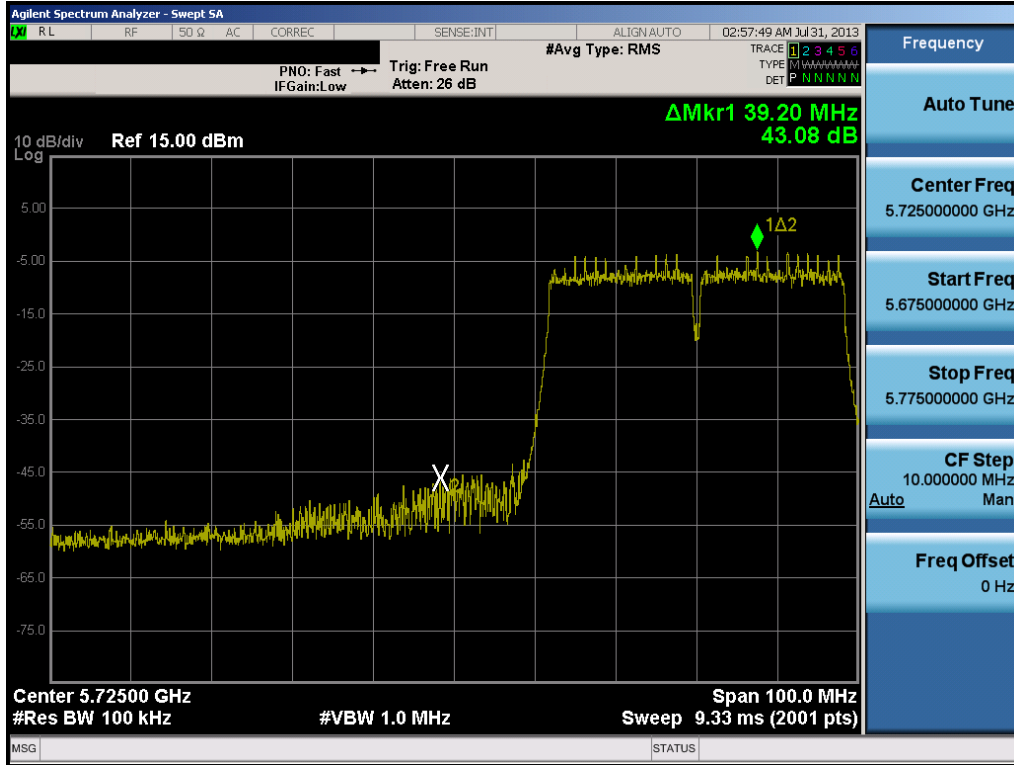 Agilent Spectrum Analyzer - Swept SA
LXI RL RF 50 Ω AC CORREC SENSE:INT ALIGN AUTO 02:57:49 AM Jul 31, 2013
#Avg Type: RMS TRACE 1 2 3 4 5 6
PNO: Fast Trig: Free Run TYPE M WWWWW
IFGain:Low Atten: 26 dB DET P N N N N N
ΔMkr1 39.20 MHz
43.08 dB
10 dB/div Ref 15.00 dBm
Log
5.00
-5.00
-15.0
-25.0
-35.0
-45.0
-55.0
-65.0
-75.0
1Δ2
Center 5.72500 GHz Span 100.0 MHz
#Res BW 100 kHz #VBW 1.0 MHz Sweep 9.33 ms (2001 pts)
MSG STATUS
Frequency
Auto Tune
Center Freq
5.725000000 GHz
Start Freq
5.675000000 GHz
Stop Freq
5.775000000 GHz
CF Step
10.000000 MHz
Auto Man
Freq Offset
0 Hz